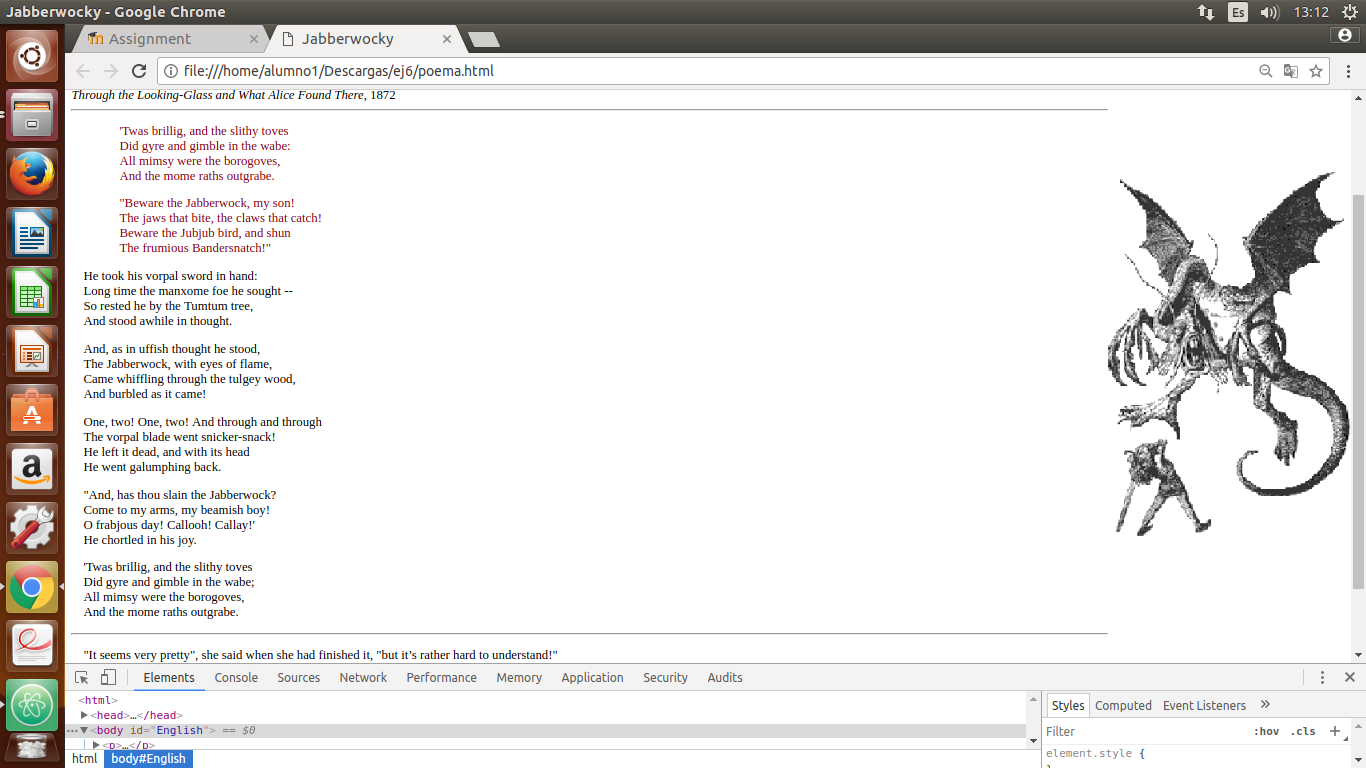 Jabberwocky - Google Chrome
Es
13:12
Assignment
Jabberwocky
file:///home/alumno1/Descargas/ej6/poema.html
Through the Looking-Glass and What Alice Found There, 1872
'Twas brillig, and the slithy toves
Did gyre and gimble in the wabe:
All mimsy were the borogoves,
And the mome raths outgrabe.
"Beware the Jabberwock, my son!
The jaws that bite, the claws that catch!
Beware the Jubjub bird, and shun
The frumious Bandersnatch!"
He took his vorpal sword in hand:
Long time the manxome foe he sought --
So rested he by the Tumtum tree,
And stood awhile in thought.
And, as in uffish thought he stood,
The Jabberwock, with eyes of flame,
Came whiffling through the tulgey wood,
And burbled as it came!
One, two! One, two! And through and through
The vorpal blade went snicker-snack!
He left it dead, and with its head
He went galumphing back.
"And, has thou slain the Jabberwock?
Come to my arms, my beamish boy!
O frabjous day! Callooh! Callay!'
He chortled in his joy.
'Twas brillig, and the slithy toves
Did gyre and gimble in the wabe;
All mimsy were the borogoves,
And the mome raths outgrabe.
"It seems very pretty", she said when she had finished it, "but it's rather hard to understand!"
Elements Console Sources Network Performance Memory Application Security Audits
<html>
<head>…</head>
<body id="English"> == $0
<p>…</p>
html body#English
Styles Computed Event Listeners »
Filter :hov .cls +
element.style {